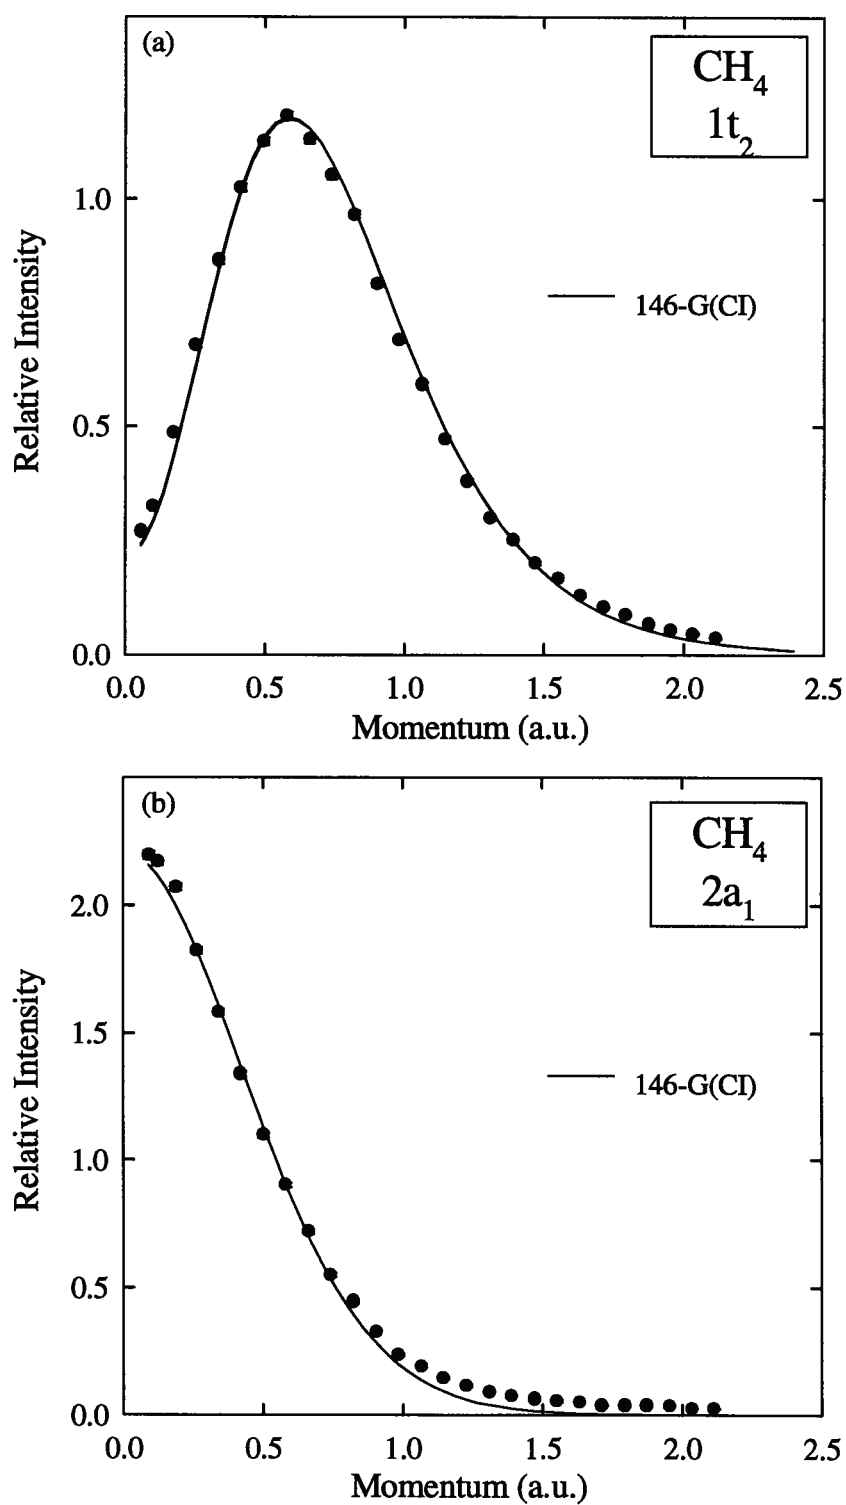 (a)
CH₄
1t₂
1.0
Relative Intensity
146-G(CI)
0.5
0.0
0.0 0.5 1.0 1.5 2.0 2.5
Momentum (a.u.)
(b)
CH₄
2a₁
2.0
Relative Intensity
1.5
146-G(CI)
1.0
0.5
0.0
0.0 0.5 1.0 1.5 2.0 2.5
Momentum (a.u.)